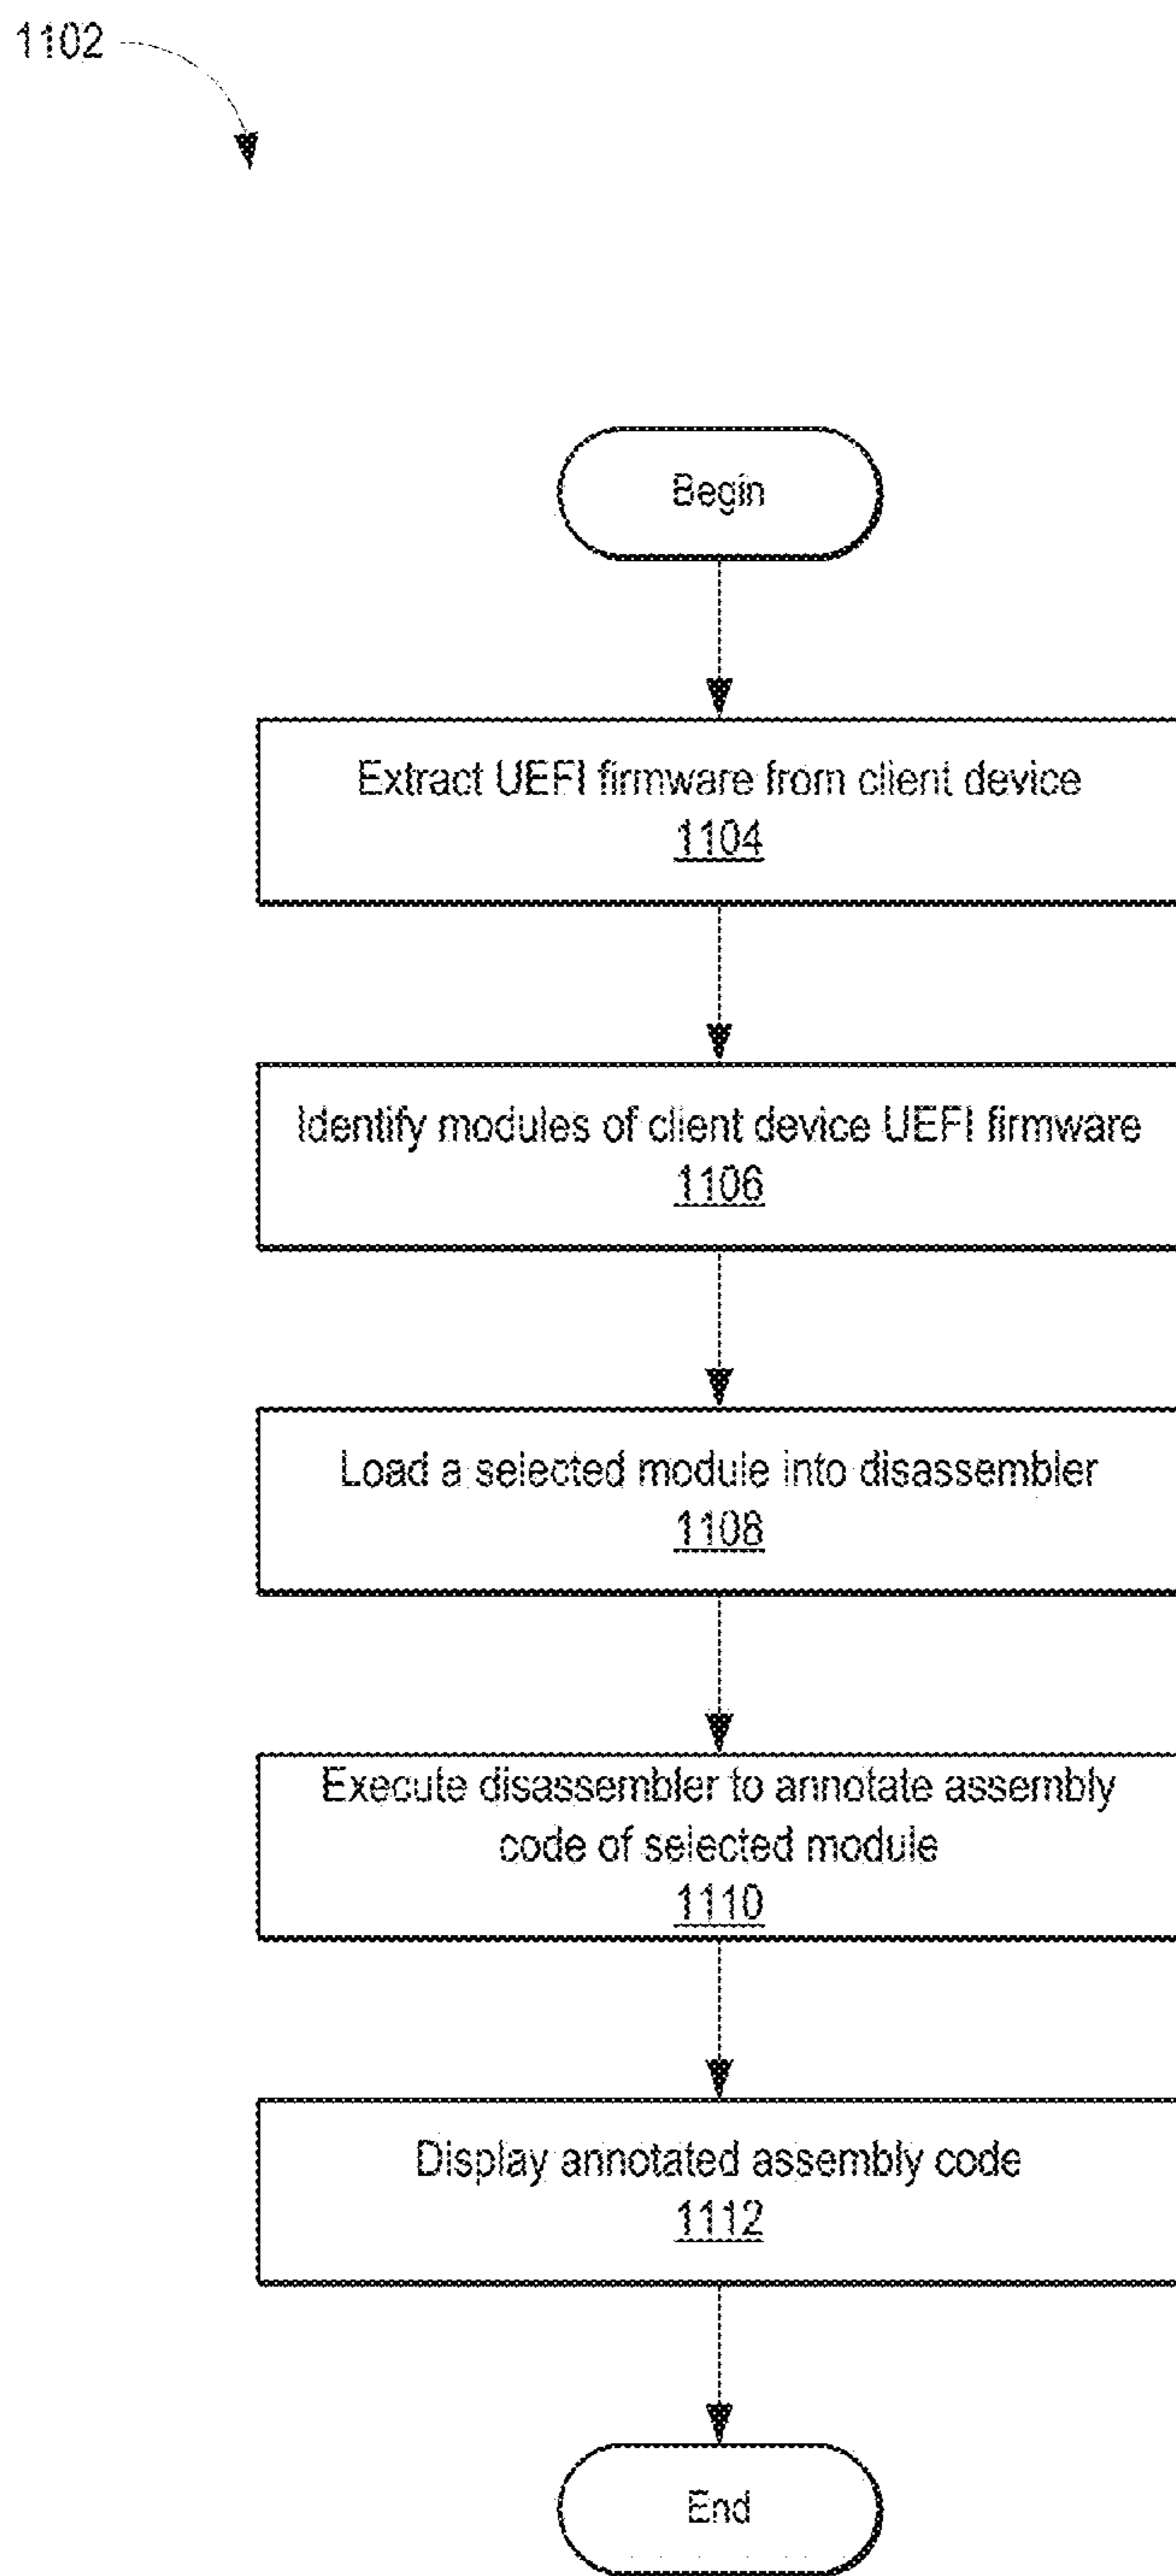 1102
Begin
Extract UEFI firmware from client device
1104
Identify modules of client device UEFI firmware
1106
Load a selected module into disassembler
1108
Execute disassembler to annotate assembly
code of selected module
1110
Display annotated assembly code
1112
End